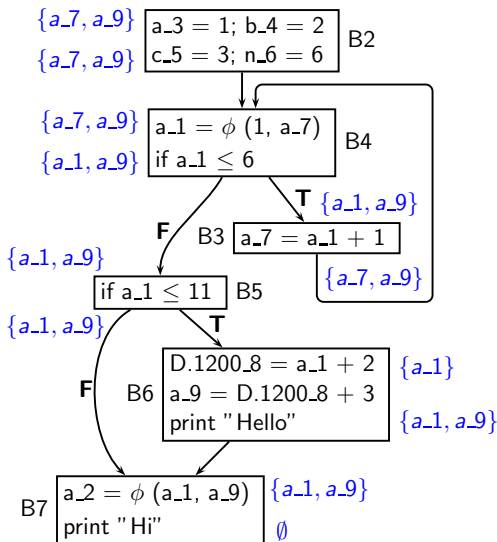 {a_7, a_9}
a_3 = 1; b_4 = 2
B2
{a_7, a_9}
c_5 = 3; n_6 = 6
{a_7, a_9}
a_1 = ϕ (1, a_7)
B4
{a_1, a_9}
if a_1 ≤ 6
T
{a_1, a_9}
F
B3
a_7 = a_1 + 1
{a_1, a_9}
{a_7, a_9}
if a_1 ≤ 11
B5
{a_1, a_9}
T
F
D.1200_8 = a_1 + 2
{a_1}
B6
a_9 = D.1200_8 + 3
print "Hello"
{a_1, a_9}
a_2 = ϕ (a_1, a_9)
{a_1, a_9}
B7
print "Hi"
∅